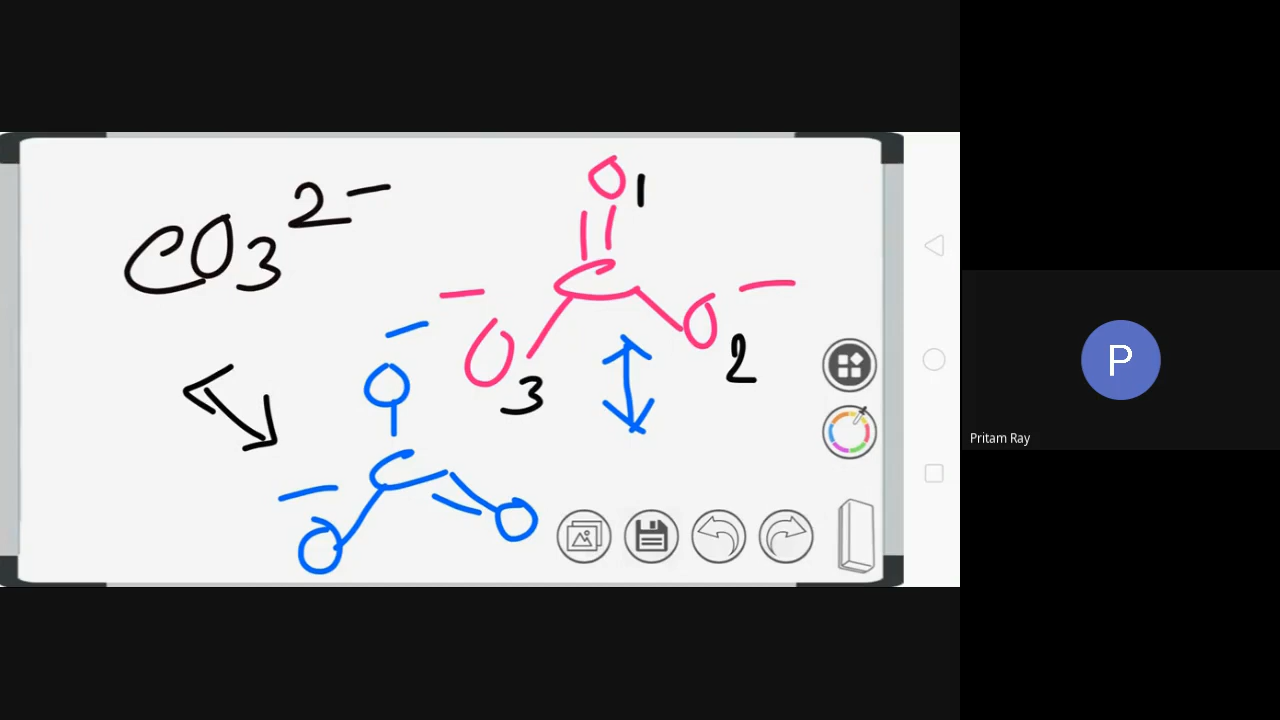 CO3 2−
O 1
C
− O 3
O − 2
− O
C
− O
O
P
Pritam Ray